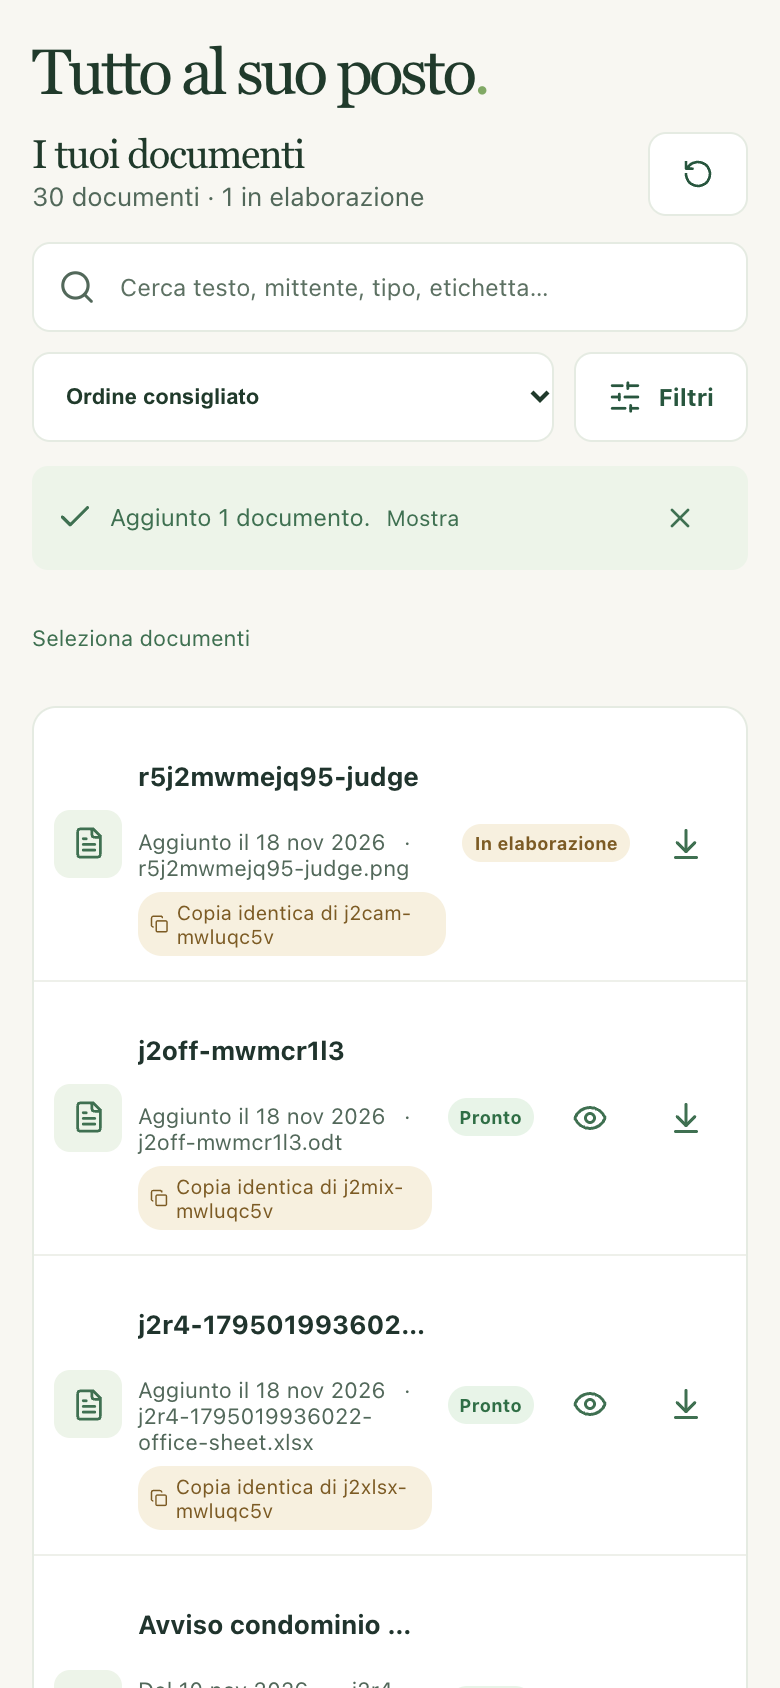 Tutto al suo posto.
I tuoi documenti
30 documenti · 1 in elaborazione
Cerca testo, mittente, tipo, etichetta...
Ordine consigliato
Filtri
Aggiunto 1 documento. Mostra
Seleziona documenti
r5j2mwmejq95-judge
Aggiunto il 18 nov 2026 ·
r5j2mwmejq95-judge.png
In elaborazione
Copia identica di j2cam-
mwluqc5v
j2off-mwmcr1l3
Aggiunto il 18 nov 2026 ·
j2off-mwmcr1l3.odt
Pronto
Copia identica di j2mix-
mwluqc5v
j2r4-179501993602...
Aggiunto il 18 nov 2026 ·
j2r4-1795019936022-
office-sheet.xlsx
Pronto
Copia identica di j2xlsx-
mwluqc5v
Avviso condominio ...